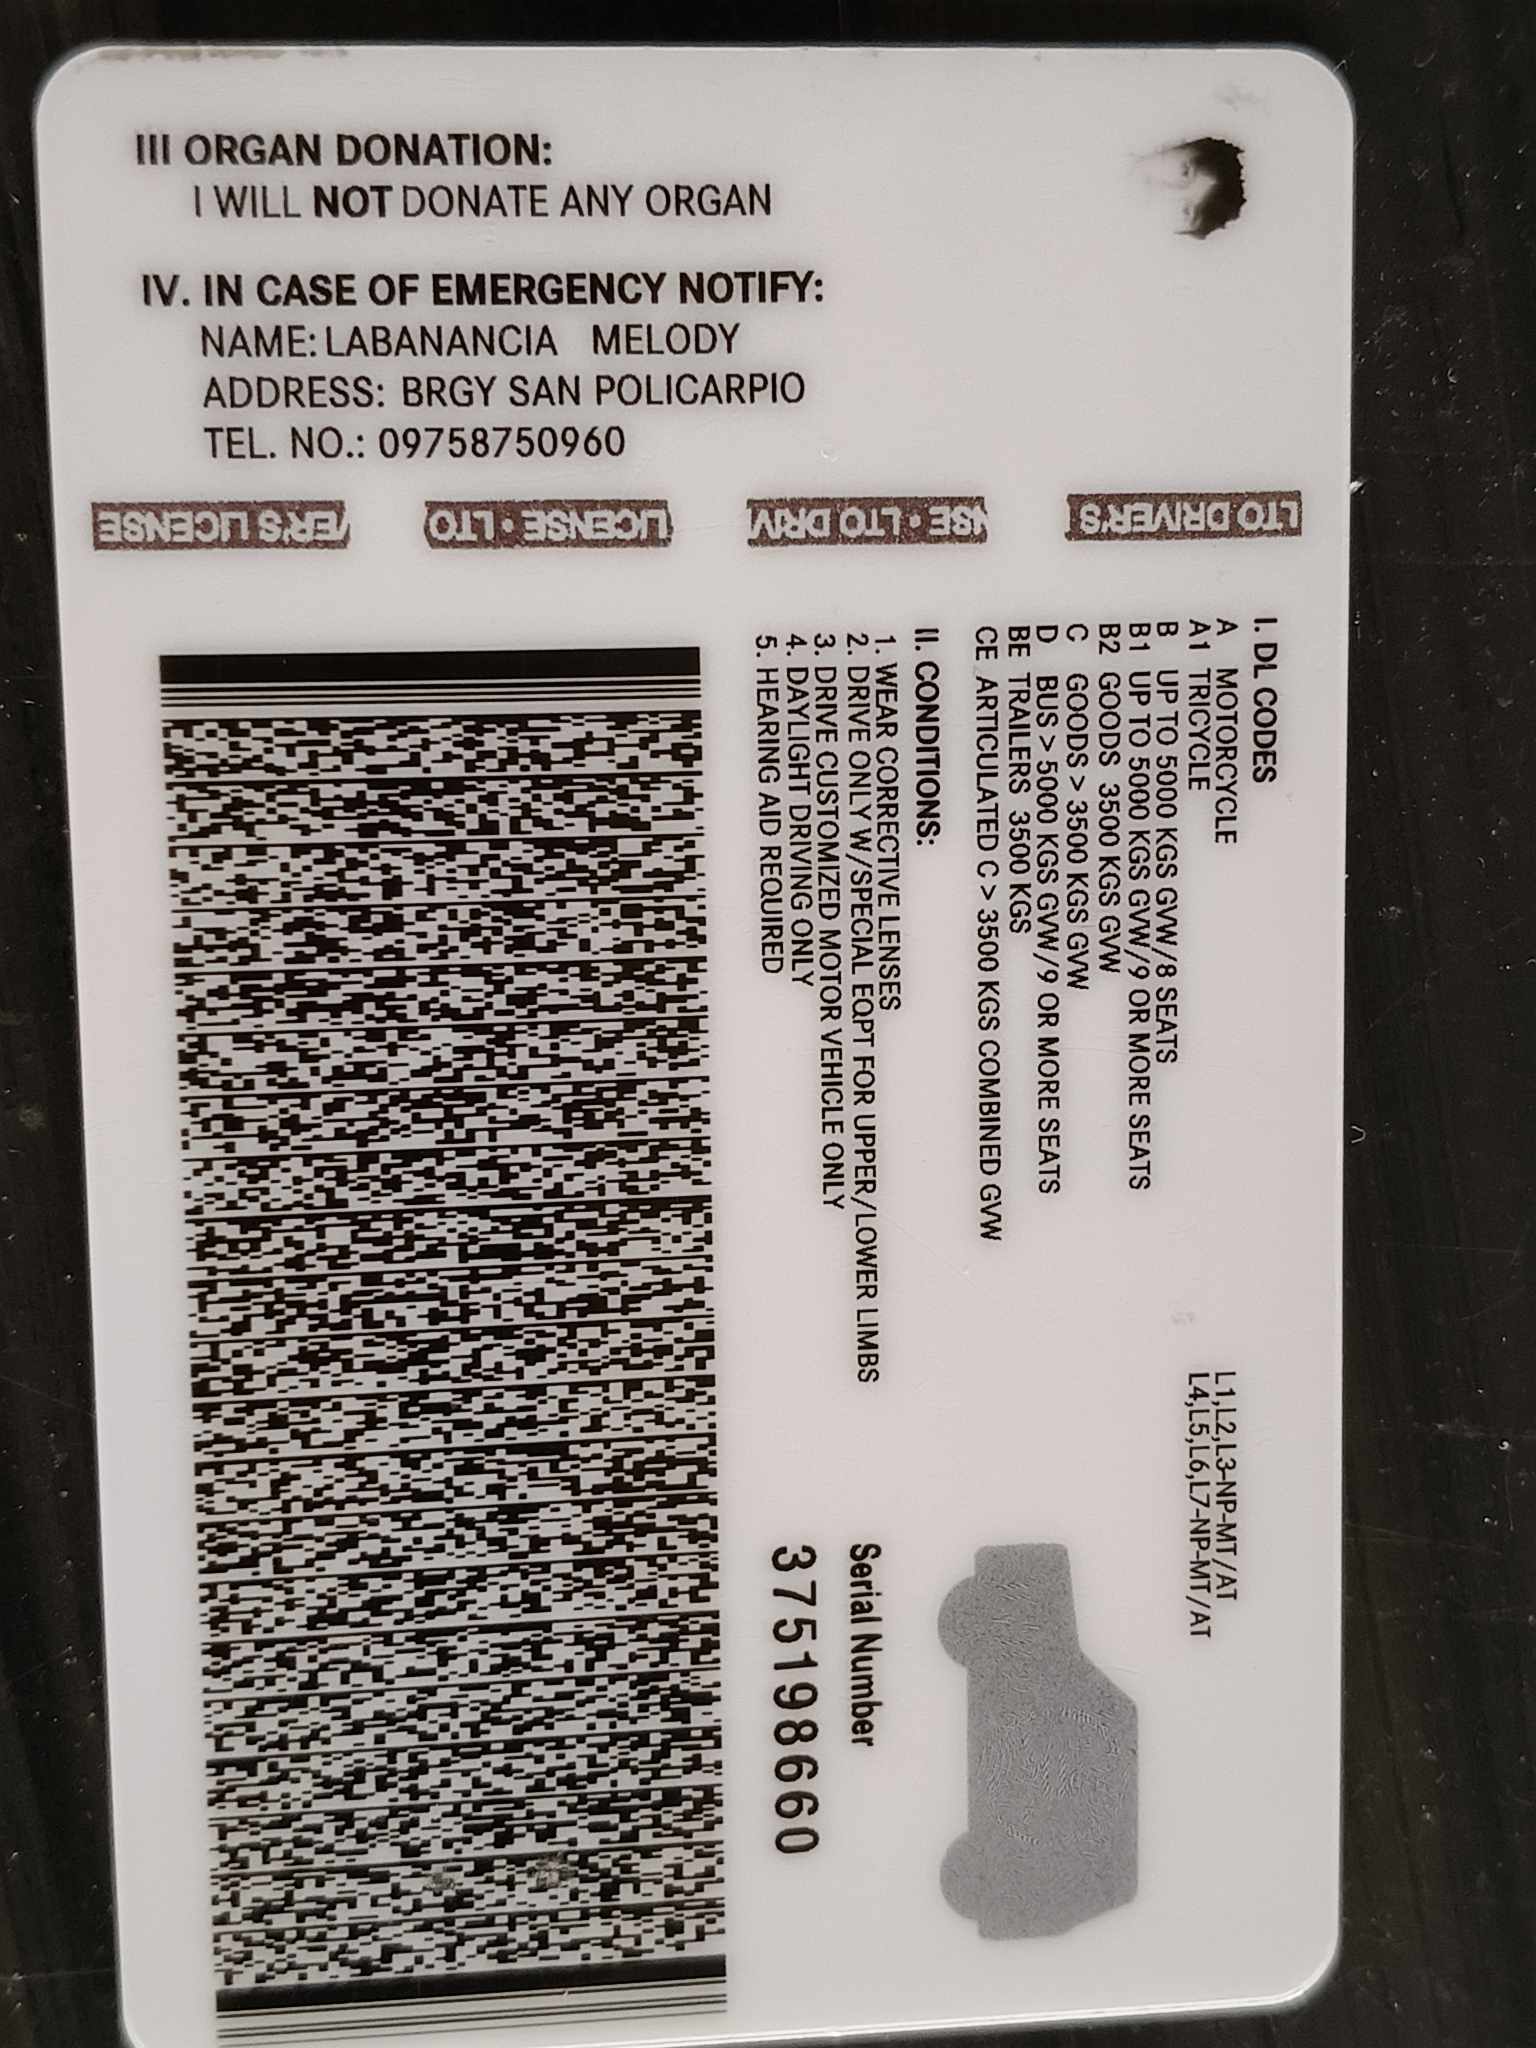 III ORGAN DONATION:
I WILL NOT DONATE ANY ORGAN
IV. IN CASE OF EMERGENCY NOTIFY:
NAME: LABANANCIA MELODY
ADDRESS: BRGY SAN POLICARPIO
TEL. NO.: 09758750960
LTO DRIVER'S
NSE • LTO DRIV
LICENSE • LTO
VER'S LICENSE
I. DL CODES
A MOTORCYCLE L1,L2,L3-NP-MT/AT
A1 TRICYCLE L4,L5,L6,L7-NP-MT/AT
B UP TO 5000 KGS GVW/8 SEATS
B1 UP TO 5000 KGS GVW/9 OR MORE SEATS
B2 GOODS 3500 KGS GVW
C GOODS > 3500 KGS GVW
D BUS > 5000 KGS GVW/9 OR MORE SEATS
BE TRAILERS 3500 KGS
CE ARTICULATED C > 3500 KGS COMBINED GVW
II. CONDITIONS:
1. WEAR CORRECTIVE LENSES
2. DRIVE ONLY W/SPECIAL EQPT FOR UPPER/LOWER LIMBS
3. DRIVE CUSTOMIZED MOTOR VEHICLE ONLY
4. DAYLIGHT DRIVING ONLY
5. HEARING AID REQUIRED
Serial Number
375198660